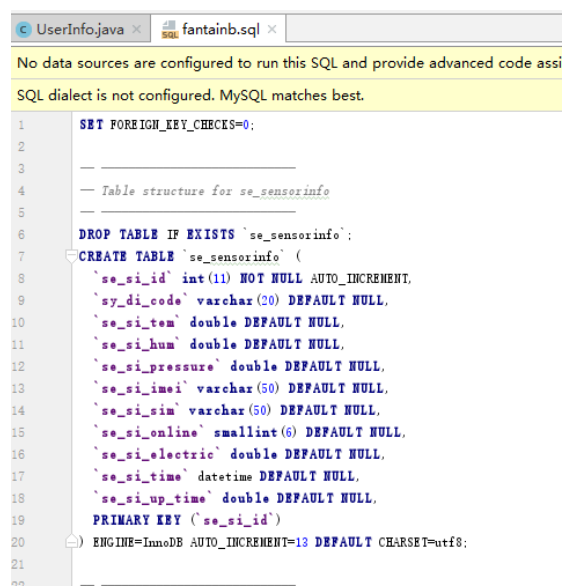 UserInfo.java × fantainb.sql ×
No data sources are configured to run this SQL and provide advanced code assi
SQL dialect is not configured. MySQL matches best.
1 SET FOREIGN_KEY_CHECKS=0;
2
3 -- ----------------------------
4 -- Table structure for se_sensorinfo
5 -- ----------------------------
6 DROP TABLE IF EXISTS `se_sensorinfo`;
7 CREATE TABLE `se_sensorinfo` (
8 `se_si_id` int(11) NOT NULL AUTO_INCREMENT,
9 `sy_di_code` varchar(20) DEFAULT NULL,
10 `se_si_tem` double DEFAULT NULL,
11 `se_si_hum` double DEFAULT NULL,
12 `se_si_pressure` double DEFAULT NULL,
13 `se_si_imei` varchar(50) DEFAULT NULL,
14 `se_si_sim` varchar(50) DEFAULT NULL,
15 `se_si_online` smallint(6) DEFAULT NULL,
16 `se_si_electric` double DEFAULT NULL,
17 `se_si_time` datetime DEFAULT NULL,
18 `se_si_up_time` double DEFAULT NULL,
19 PRIMARY KEY (`se_si_id`)
20 ) ENGINE=InnoDB AUTO_INCREMENT=13 DEFAULT CHARSET=utf8;
21
22 -- ----------------------------